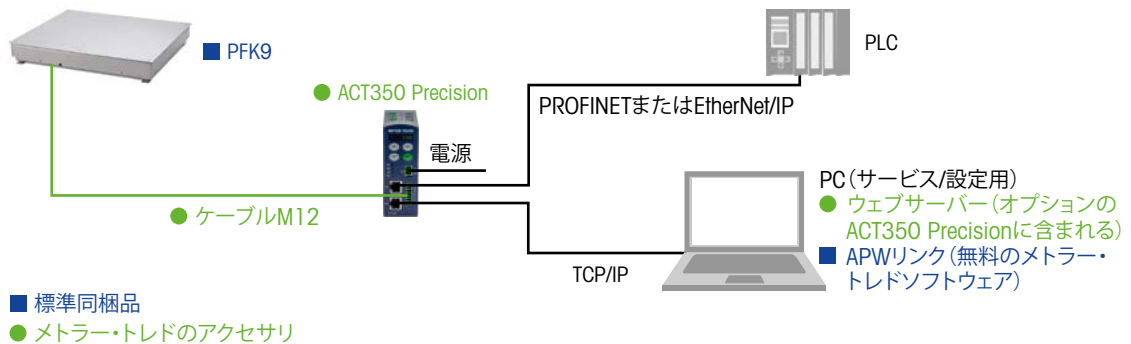 ■ PFK9
PLC
● ACT350 Precision
PROFINETまたはEtherNet/IP
電源
PC（サービス/設定用）
● ウェブサーバー（オプションの
ACT350 Precisionに含まれる）
■ APWリンク（無料のメトラー・
トレドソフトウェア）
● ケーブルM12
TCP/IP
■ 標準同梱品
● メトラー・トレドのアクセサリ